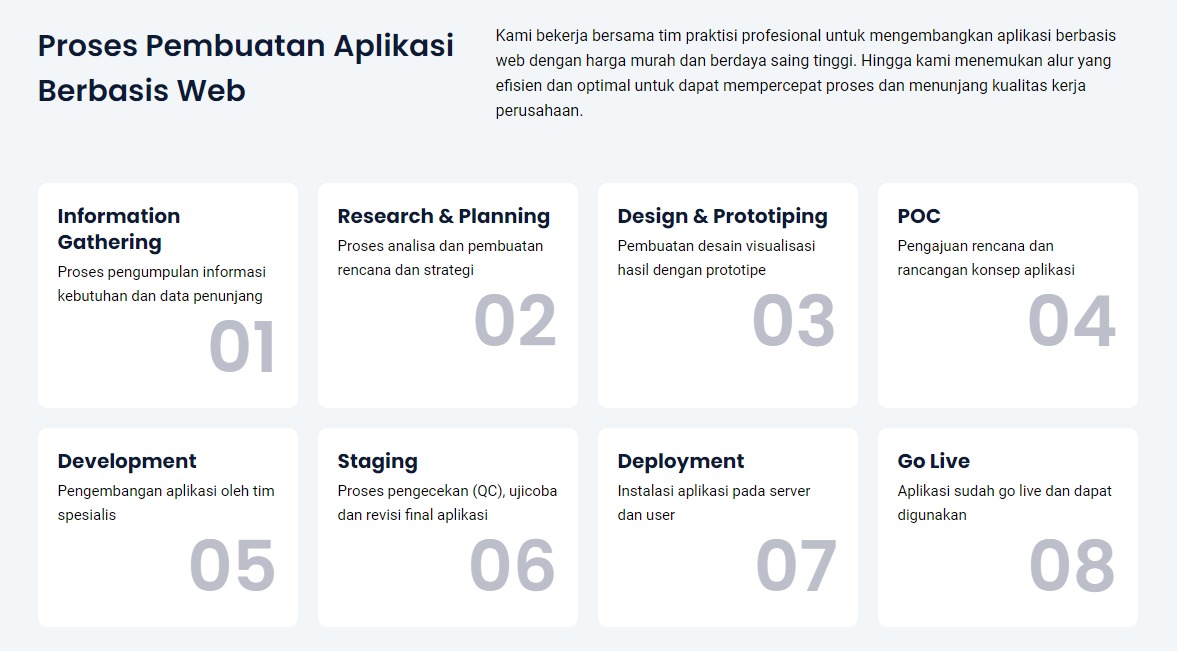 Proses Pembuatan Aplikasi
Berbasis Web
Kami bekerja bersama tim praktisi profesional untuk mengembangkan aplikasi berbasis
web dengan harga murah dan berdaya saing tinggi. Hingga kami menemukan alur yang
efisien dan optimal untuk dapat mempercepat proses dan menunjang kualitas kerja
perusahaan.
Information
Gathering
Proses pengumpulan informasi
kebutuhan dan data penunjang
01
Research & Planning
Proses analisa dan pembuatan
rencana dan strategi
02
Design & Prototiping
Pembuatan desain visualisasi
hasil dengan prototipe
03
POC
Pengajuan rencana dan
rancangan konsep aplikasi
04
Development
Pengembangan aplikasi oleh tim
spesialis
05
Staging
Proses pengecekan (QC), ujicoba
dan revisi final aplikasi
06
Deployment
Instalasi aplikasi pada server
dan user
07
Go Live
Aplikasi sudah go live dan dapat
digunakan
08